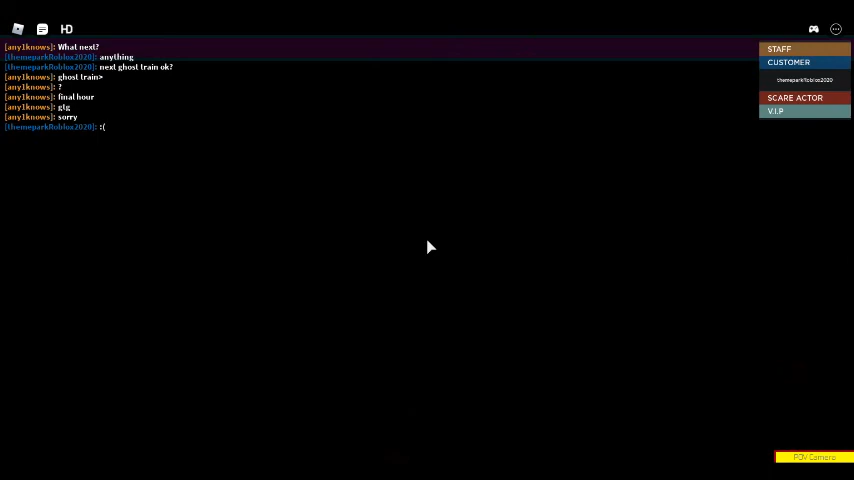 HD
[any1knows]: What next?
[themeparkRoblox2020]: anything
[themeparkRoblox2020]: next ghost train ok?
[any1knows]: ghost train>
[any1knows]: ?
[any1knows]: final hour
[any1knows]: gtg
[any1knows]: sorry
[themeparkRoblox2020]: :(
STAFF
CUSTOMER
themeparkRoblox2020
SCARE ACTOR
V.I.P
POV Camera